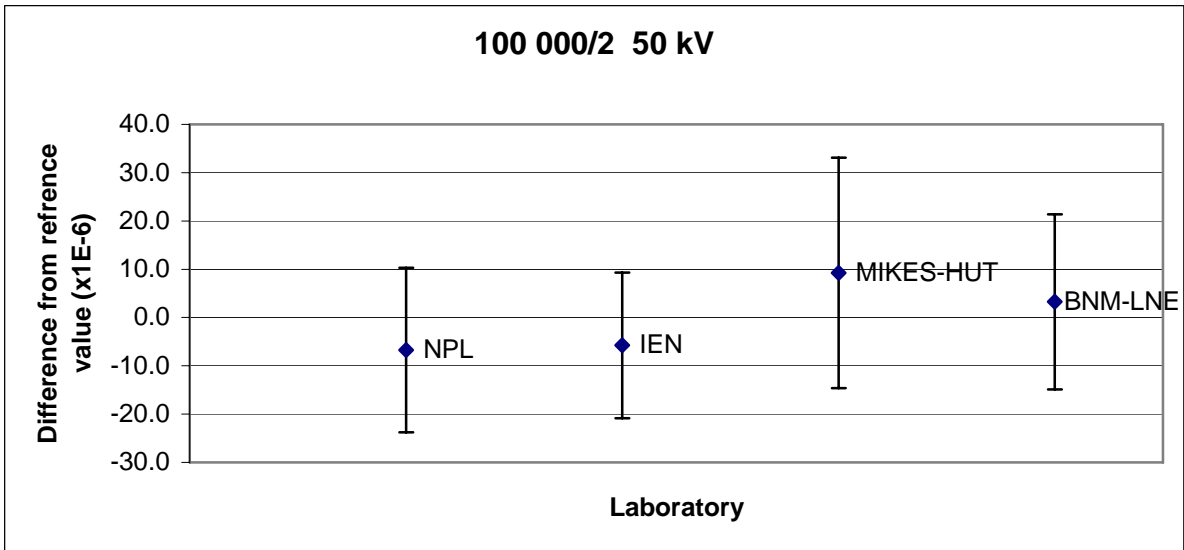 100 000/2  50 kV
Difference from refrence
value (x1E-6)
40.0
30.0
20.0
10.0
0.0
-10.0
-20.0
-30.0
NPL
IEN
MIKES-HUT
BNM-LNE
Laboratory